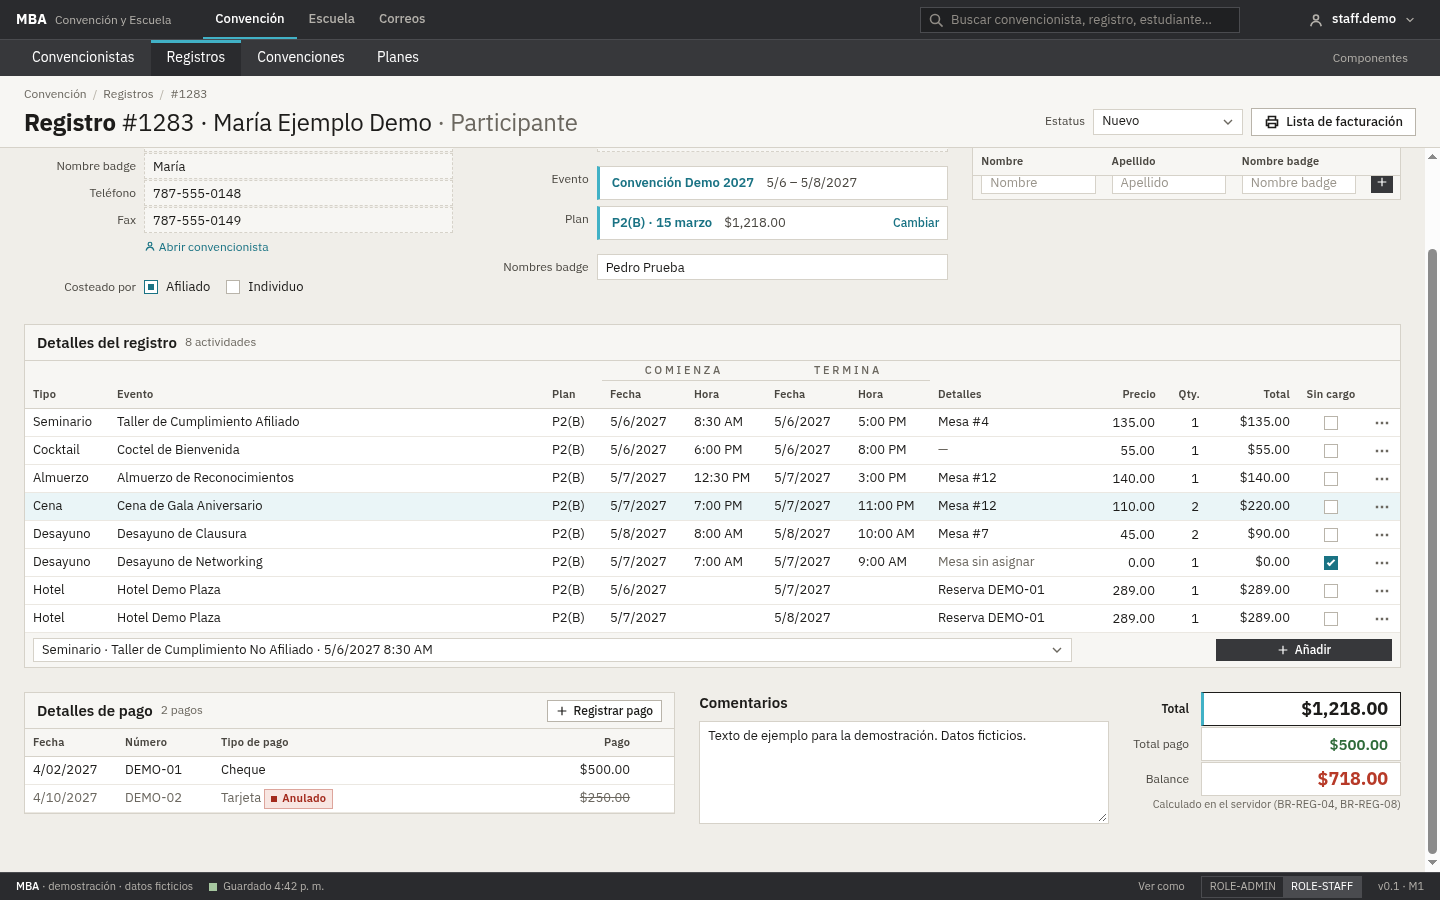 MBA Convención y Escuela Convención Escuela Correos Buscar convencionista, registro, estudiante... staff.demo
Convencionistas Registros Convenciones Planes Componentes
Convención / Registros / #1283
Registro #1283 · María Ejemplo Demo · Participante Estatus Nuevo Lista de facturación
Nombre badge María
Teléfono 787-555-0148
Fax 787-555-0149
Abrir convencionista
Costeado por Afiliado Individuo
Evento Convención Demo 2027 5/6 – 5/8/2027
Plan P2(B) · 15 marzo $1,218.00 Cambiar
Nombres badge Pedro Prueba
Nombre Apellido Nombre badge
Nombre Apellido Nombre badge +
Detalles del registro 8 actividades
COMIENZA TERMINA
Tipo Evento Plan Fecha Hora Fecha Hora Detalles Precio Qty. Total Sin cargo
Seminario Taller de Cumplimiento Afiliado P2(B) 5/6/2027 8:30 AM 5/6/2027 5:00 PM Mesa #4 135.00 1 $135.00 ···
Cocktail Coctel de Bienvenida P2(B) 5/6/2027 6:00 PM 5/6/2027 8:00 PM — 55.00 1 $55.00 ···
Almuerzo Almuerzo de Reconocimientos P2(B) 5/7/2027 12:30 PM 5/7/2027 3:00 PM Mesa #12 140.00 1 $140.00 ···
Cena Cena de Gala Aniversario P2(B) 5/7/2027 7:00 PM 5/7/2027 11:00 PM Mesa #12 110.00 2 $220.00 ···
Desayuno Desayuno de Clausura P2(B) 5/8/2027 8:00 AM 5/8/2027 10:00 AM Mesa #7 45.00 2 $90.00 ···
Desayuno Desayuno de Networking P2(B) 5/7/2027 7:00 AM 5/7/2027 9:00 AM Mesa sin asignar 0.00 1 $0.00 ···
Hotel Hotel Demo Plaza P2(B) 5/6/2027 5/7/2027 Reserva DEMO-01 289.00 1 $289.00 ···
Hotel Hotel Demo Plaza P2(B) 5/7/2027 5/8/2027 Reserva DEMO-01 289.00 1 $289.00 ···
Seminario · Taller de Cumplimiento No Afiliado · 5/6/2027 8:30 AM + Añadir
Detalles de pago 2 pagos + Registrar pago
Fecha Número Tipo de pago Pago
4/02/2027 DEMO-01 Cheque $500.00
4/10/2027 DEMO-02 Tarjeta Anulado $250.00
Comentarios
Texto de ejemplo para la demostración. Datos ficticios.
Total $1,218.00
Total pago $500.00
Balance $718.00
Calculado en el servidor (BR-REG-04, BR-REG-08)
MBA · demostración · datos ficticios Guardado 4:42 p. m. Ver como ROLE-ADMIN ROLE-STAFF v0.1 · M1